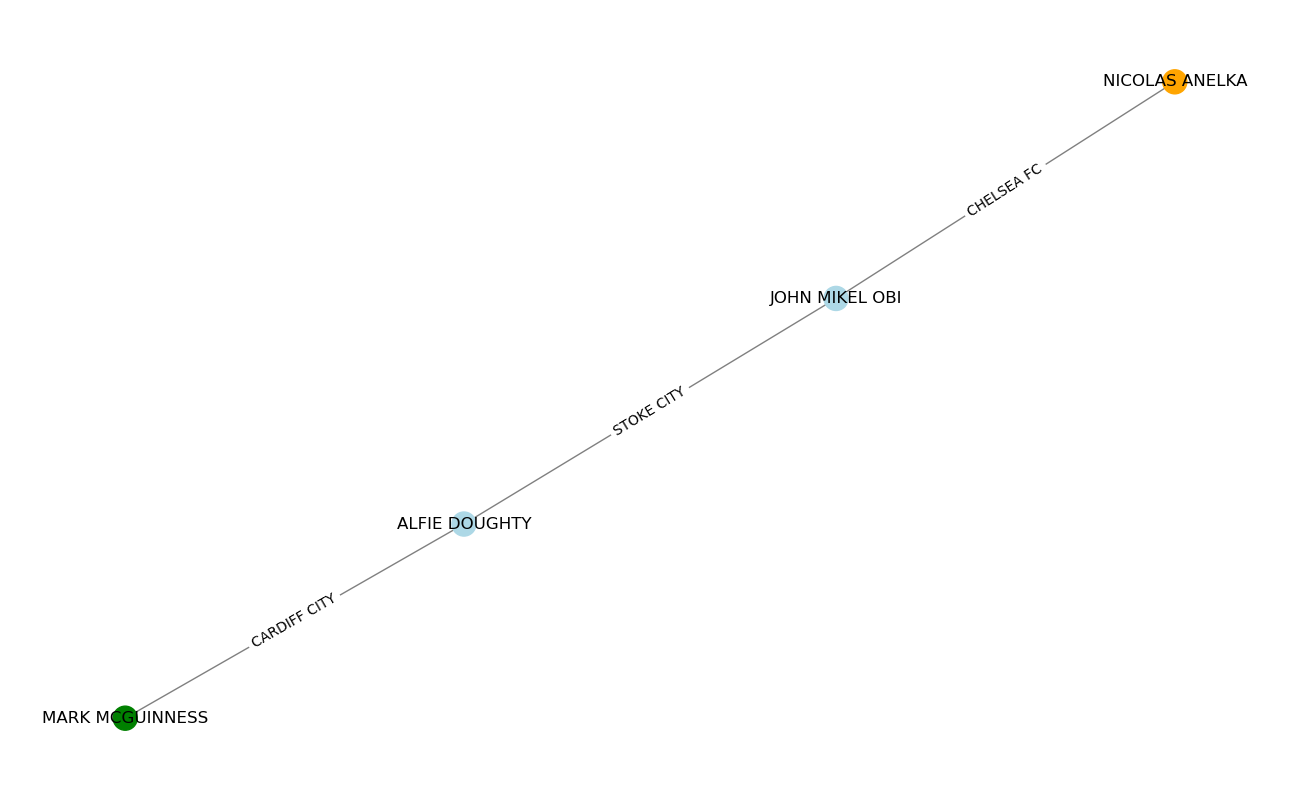 NICOLAS ANELKA
CHELSEA FC
JOHN MIKEL OBI
STOKE CITY
ALFIE DOUGHTY
CARDIFF CITY
MARK MCGUINNESS